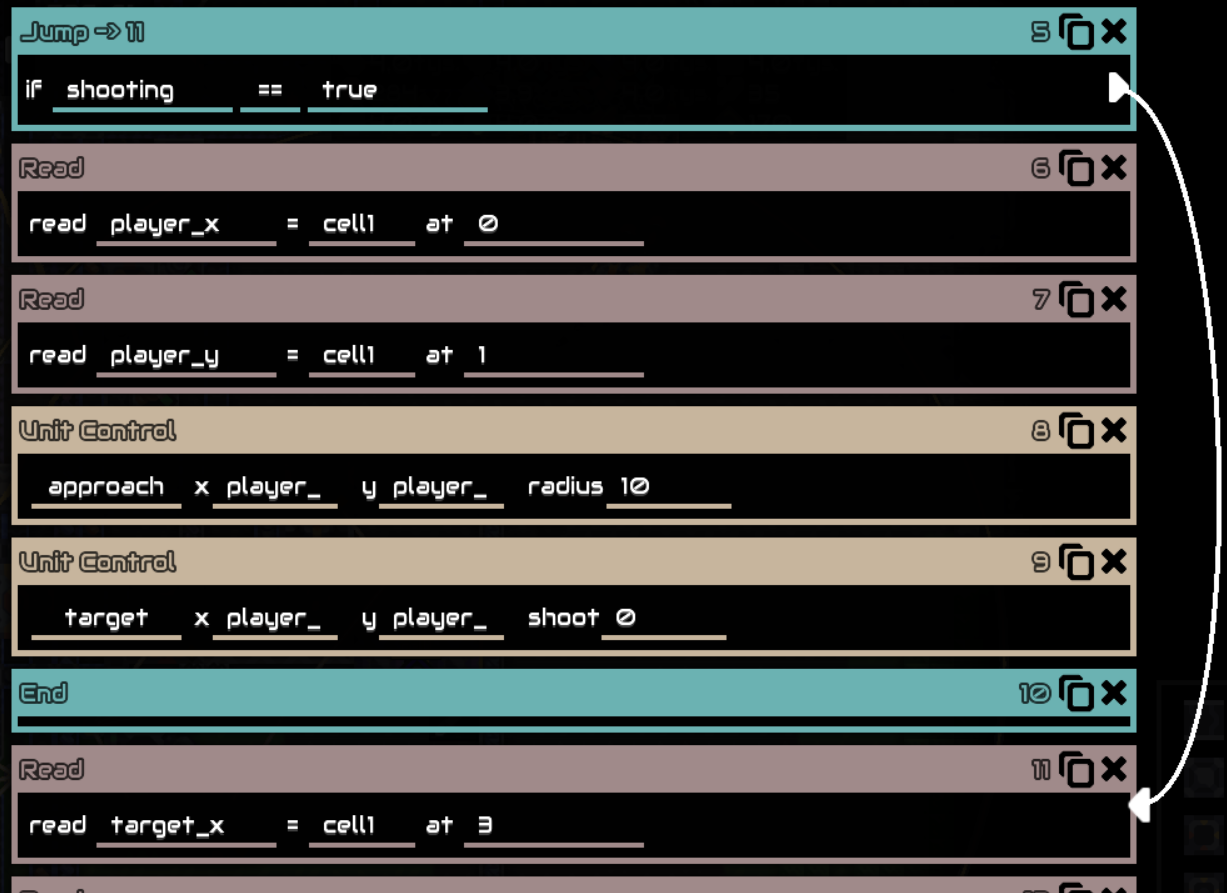 Jump -> 11 5
if shooting == true
Read 6
read player_x = cell1 at 0
Read 7
read player_y = cell1 at 1
Unit Control 8
approach x player_ y player_ radius 10
Unit Control 9
target x player_ y player_ shoot 0
End 10
Read 11
read target_x = cell1 at 3